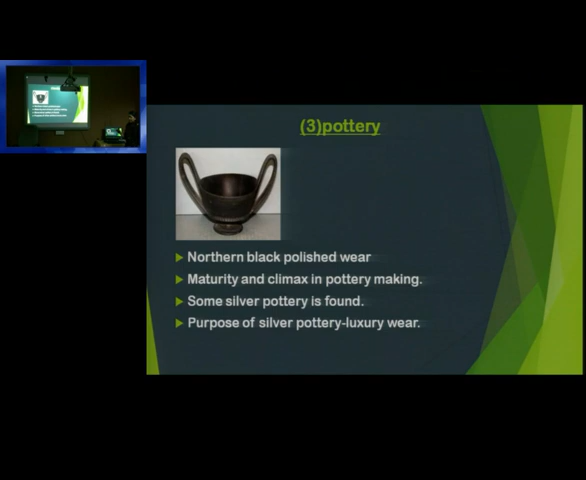 (3)pottery
Northern black polished wear
Maturity and climax in pottery making.
Some silver pottery is found.
Purpose of silver pottery-luxury wear.